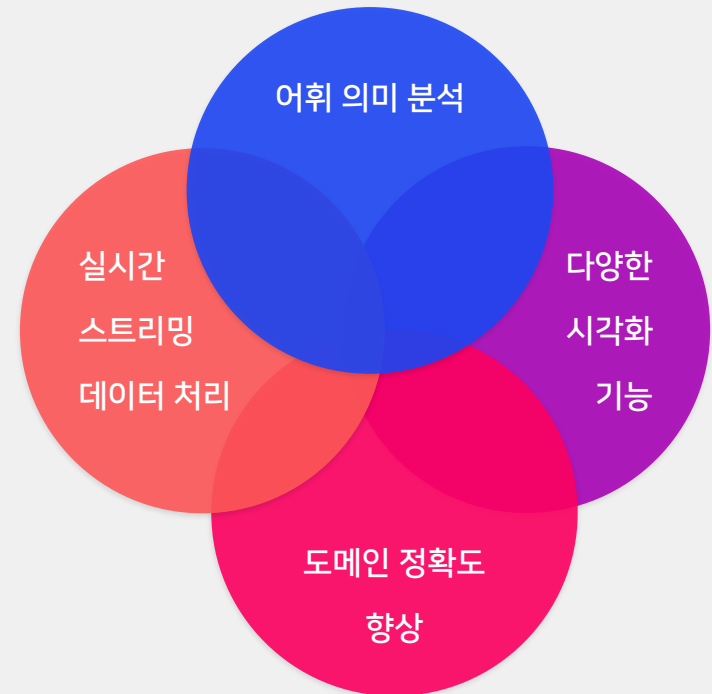 어휘 의미 분석
실시간
스트리밍
데이터 처리
다양한
시각화
기능
도메인 정확도
향상